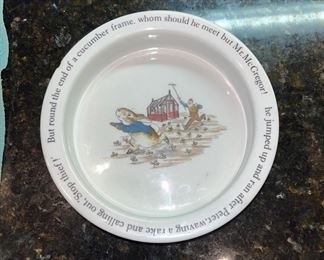 But round the end of a cucumber frame, whom should he meet but Mr. McGregor!
he jumped up and ran after Peter, waving a rake and calling out, 'Stop thief!'